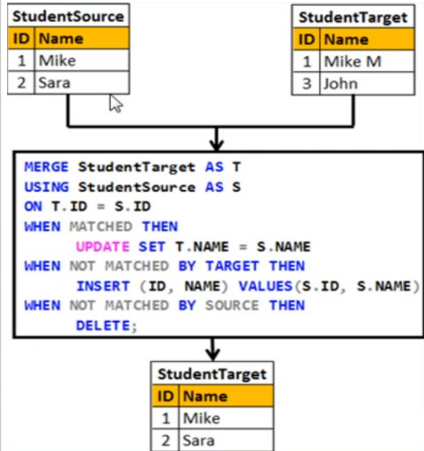 StudentSource
ID Name
1 Mike
2 Sara
StudentTarget
ID Name
1 Mike M
3 John
MERGE StudentTarget AS T
USING StudentSource AS S
ON T.ID = S.ID
WHEN MATCHED THEN
UPDATE SET T.NAME = S.NAME
WHEN NOT MATCHED BY TARGET THEN
INSERT (ID, NAME) VALUES(S.ID, S.NAME)
WHEN NOT MATCHED BY SOURCE THEN
DELETE;
StudentTarget
ID Name
1 Mike
2 Sara